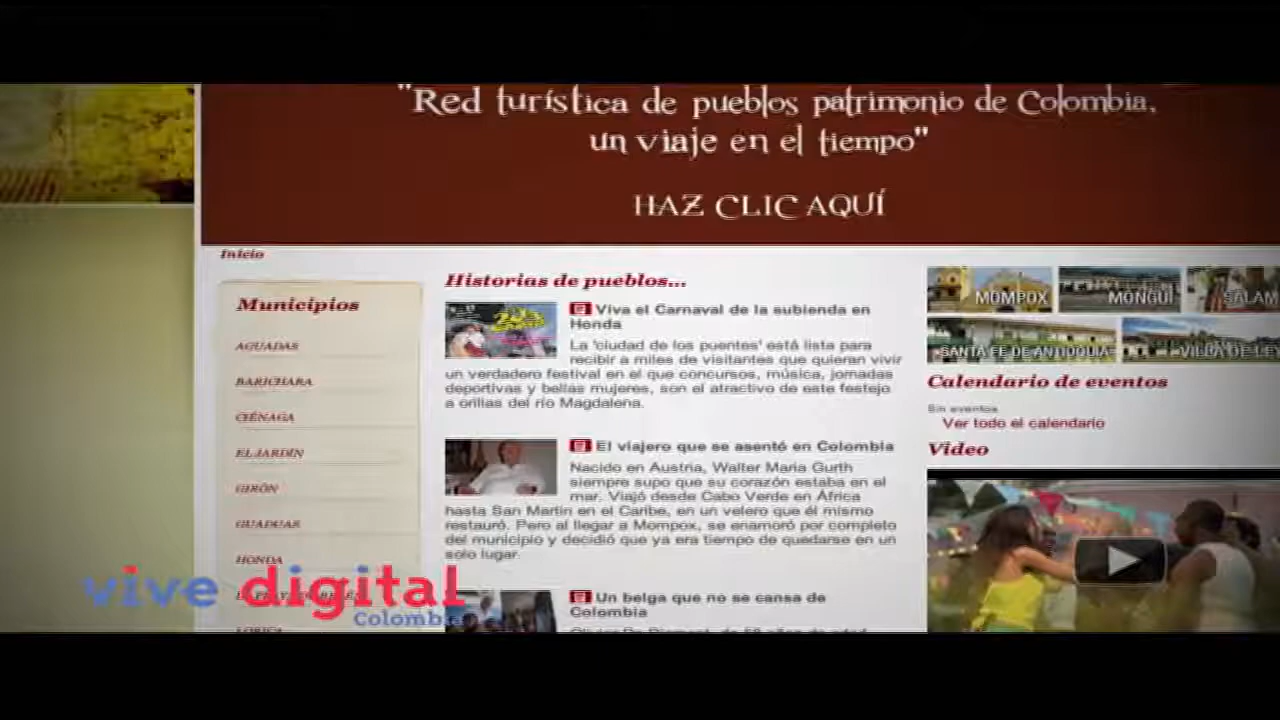 "Red turística de pueblos patrimonio de Colombia,
un viaje en el tiempo"
HAZ CLIC AQUÍ
Inicio
Municipios
AGUADAS
BARICHARA
CIÉNAGA
EL JARDÍN
GIRÓN
GUADUAS
HONDA
LORICA
Historias de pueblos...
Viva el Carnaval de la subienda en
Honda
La 'ciudad de los puentes' está lista para
recibir a miles de visitantes que quieran vivir
un verdadero festival en el que concursos, música, jornadas
deportivas y bellas mujeres, son el atractivo de este festejo
a orillas del río Magdalena.
El viajero que se asentó en Colombia
Nacido en Austria, Walter Maria Gurth
siempre supo que su corazón estaba en el
mar. Viajó desde Cabo Verde en África
hasta San Martin en el Caribe, en un velero que él mismo
restauró. Pero al llegar a Mompox, se enamoró por completo
del municipio y decidió que ya era tiempo de quedarse en un
solo lugar.
Un belga que no se cansa de
Colombia
MOMPOX
MONGUÍ
SALAM
SANTA FE DE ANTIOQUIA
VILLA DE LEY
Calendario de eventos
Sin eventos
Ver todo el calendario
Video
vive digital
Colombia